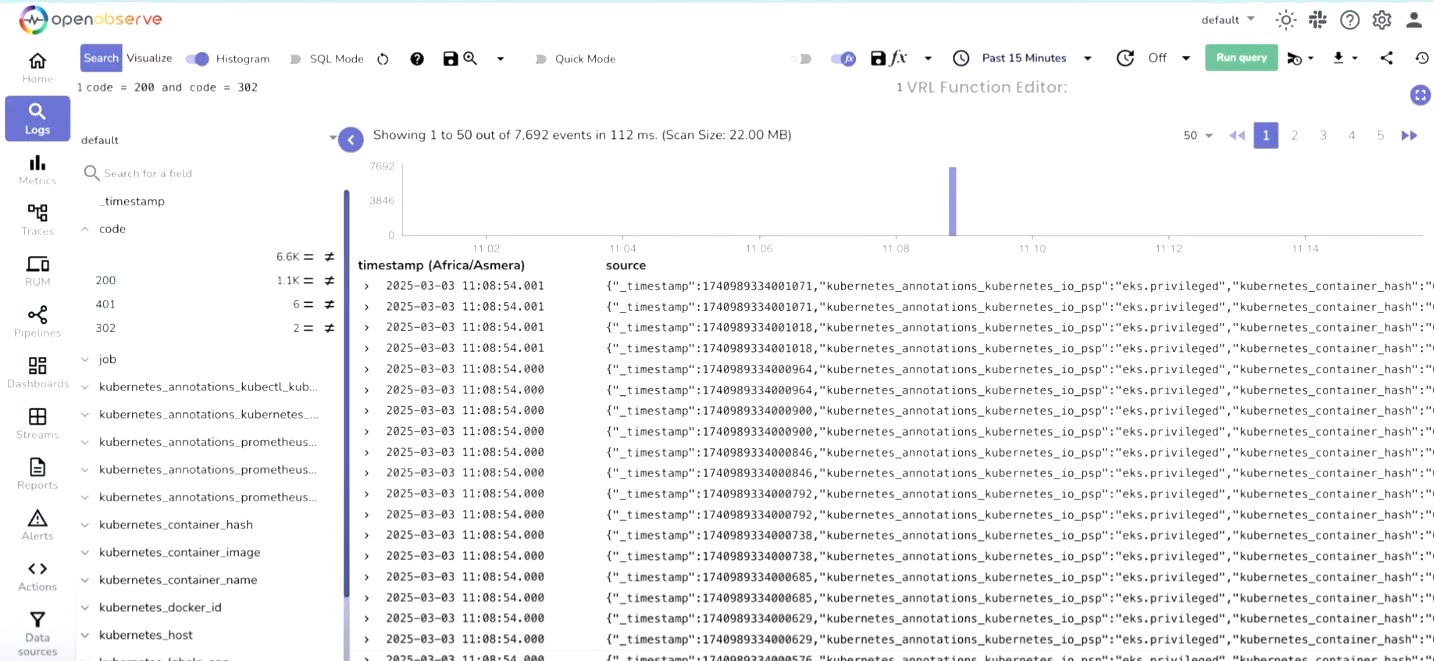 openobserve
default
Search
Visualize
Histogram
SQL Mode
Quick Mode
fx
fx
Past 15 Minutes
Off
Run query
1 code = 200 and code = 302
1 VRL Function Editor:
Home
Logs
Metrics
Traces
RUM
Pipelines
Dashboards
Streams
Reports
Alerts
Actions
Data
sources
default
Search for a field
_timestamp
code
6.6K = ≠
200 1.1K = ≠
401 6 = ≠
302 2 = ≠
job
kubernetes_annotations_kubectl_kub...
kubernetes_annotations_kubernetes_...
kubernetes_annotations_prometheus...
kubernetes_annotations_prometheus...
kubernetes_annotations_prometheus...
kubernetes_container_hash
kubernetes_container_image
kubernetes_container_name
kubernetes_docker_id
kubernetes_host
Showing 1 to 50 out of 7,692 events in 112 ms. (Scan Size: 22.00 MB)
50 1 2 3 4 5
7692
3846
0
11:02 11:04 11:06 11:08 11:10 11:12 11:14
timestamp (Africa/Asmera) source
2025-03-03 11:08:54.001 {"_timestamp":1740989334001071,"kubernetes_annotations_kubernetes_io_psp":"eks.privileged","kubernetes_container_hash":"
2025-03-03 11:08:54.001 {"_timestamp":1740989334001071,"kubernetes_annotations_kubernetes_io_psp":"eks.privileged","kubernetes_container_hash":"
2025-03-03 11:08:54.001 {"_timestamp":1740989334001018,"kubernetes_annotations_kubernetes_io_psp":"eks.privileged","kubernetes_container_hash":"
2025-03-03 11:08:54.001 {"_timestamp":1740989334001018,"kubernetes_annotations_kubernetes_io_psp":"eks.privileged","kubernetes_container_hash":"
2025-03-03 11:08:54.000 {"_timestamp":1740989334000964,"kubernetes_annotations_kubernetes_io_psp":"eks.privileged","kubernetes_container_hash":"
2025-03-03 11:08:54.000 {"_timestamp":1740989334000964,"kubernetes_annotations_kubernetes_io_psp":"eks.privileged","kubernetes_container_hash":"
2025-03-03 11:08:54.000 {"_timestamp":1740989334000900,"kubernetes_annotations_kubernetes_io_psp":"eks.privileged","kubernetes_container_hash":"
2025-03-03 11:08:54.000 {"_timestamp":1740989334000900,"kubernetes_annotations_kubernetes_io_psp":"eks.privileged","kubernetes_container_hash":"
2025-03-03 11:08:54.000 {"_timestamp":1740989334000846,"kubernetes_annotations_kubernetes_io_psp":"eks.privileged","kubernetes_container_hash":"
2025-03-03 11:08:54.000 {"_timestamp":1740989334000846,"kubernetes_annotations_kubernetes_io_psp":"eks.privileged","kubernetes_container_hash":"
2025-03-03 11:08:54.000 {"_timestamp":1740989334000792,"kubernetes_annotations_kubernetes_io_psp":"eks.privileged","kubernetes_container_hash":"
2025-03-03 11:08:54.000 {"_timestamp":1740989334000792,"kubernetes_annotations_kubernetes_io_psp":"eks.privileged","kubernetes_container_hash":"
2025-03-03 11:08:54.000 {"_timestamp":1740989334000738,"kubernetes_annotations_kubernetes_io_psp":"eks.privileged","kubernetes_container_hash":"
2025-03-03 11:08:54.000 {"_timestamp":1740989334000738,"kubernetes_annotations_kubernetes_io_psp":"eks.privileged","kubernetes_container_hash":"
2025-03-03 11:08:54.000 {"_timestamp":1740989334000685,"kubernetes_annotations_kubernetes_io_psp":"eks.privileged","kubernetes_container_hash":"
2025-03-03 11:08:54.000 {"_timestamp":1740989334000685,"kubernetes_annotations_kubernetes_io_psp":"eks.privileged","kubernetes_container_hash":"
2025-03-03 11:08:54.000 {"_timestamp":1740989334000629,"kubernetes_annotations_kubernetes_io_psp":"eks.privileged","kubernetes_container_hash":"
2025-03-03 11:08:54.000 {"_timestamp":1740989334000629,"kubernetes_annotations_kubernetes_io_psp":"eks.privileged","kubernetes_container_hash":"